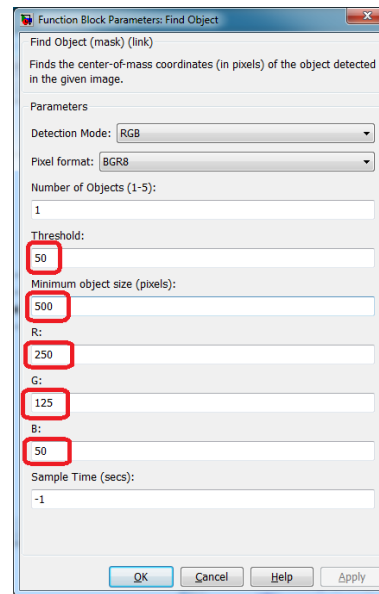 Function Block Parameters: Find Object
Find Object (mask) (link)
Finds the center-of-mass coordinates (in pixels) of the object detected
in the given image.
Parameters
Detection Mode: RGB
Pixel format: BGR8
Number of Objects (1-5):
1
Threshold:
50
Minimum object size (pixels):
500
R:
250
G:
125
B:
50
Sample Time (secs):
-1
OK Cancel Help Apply